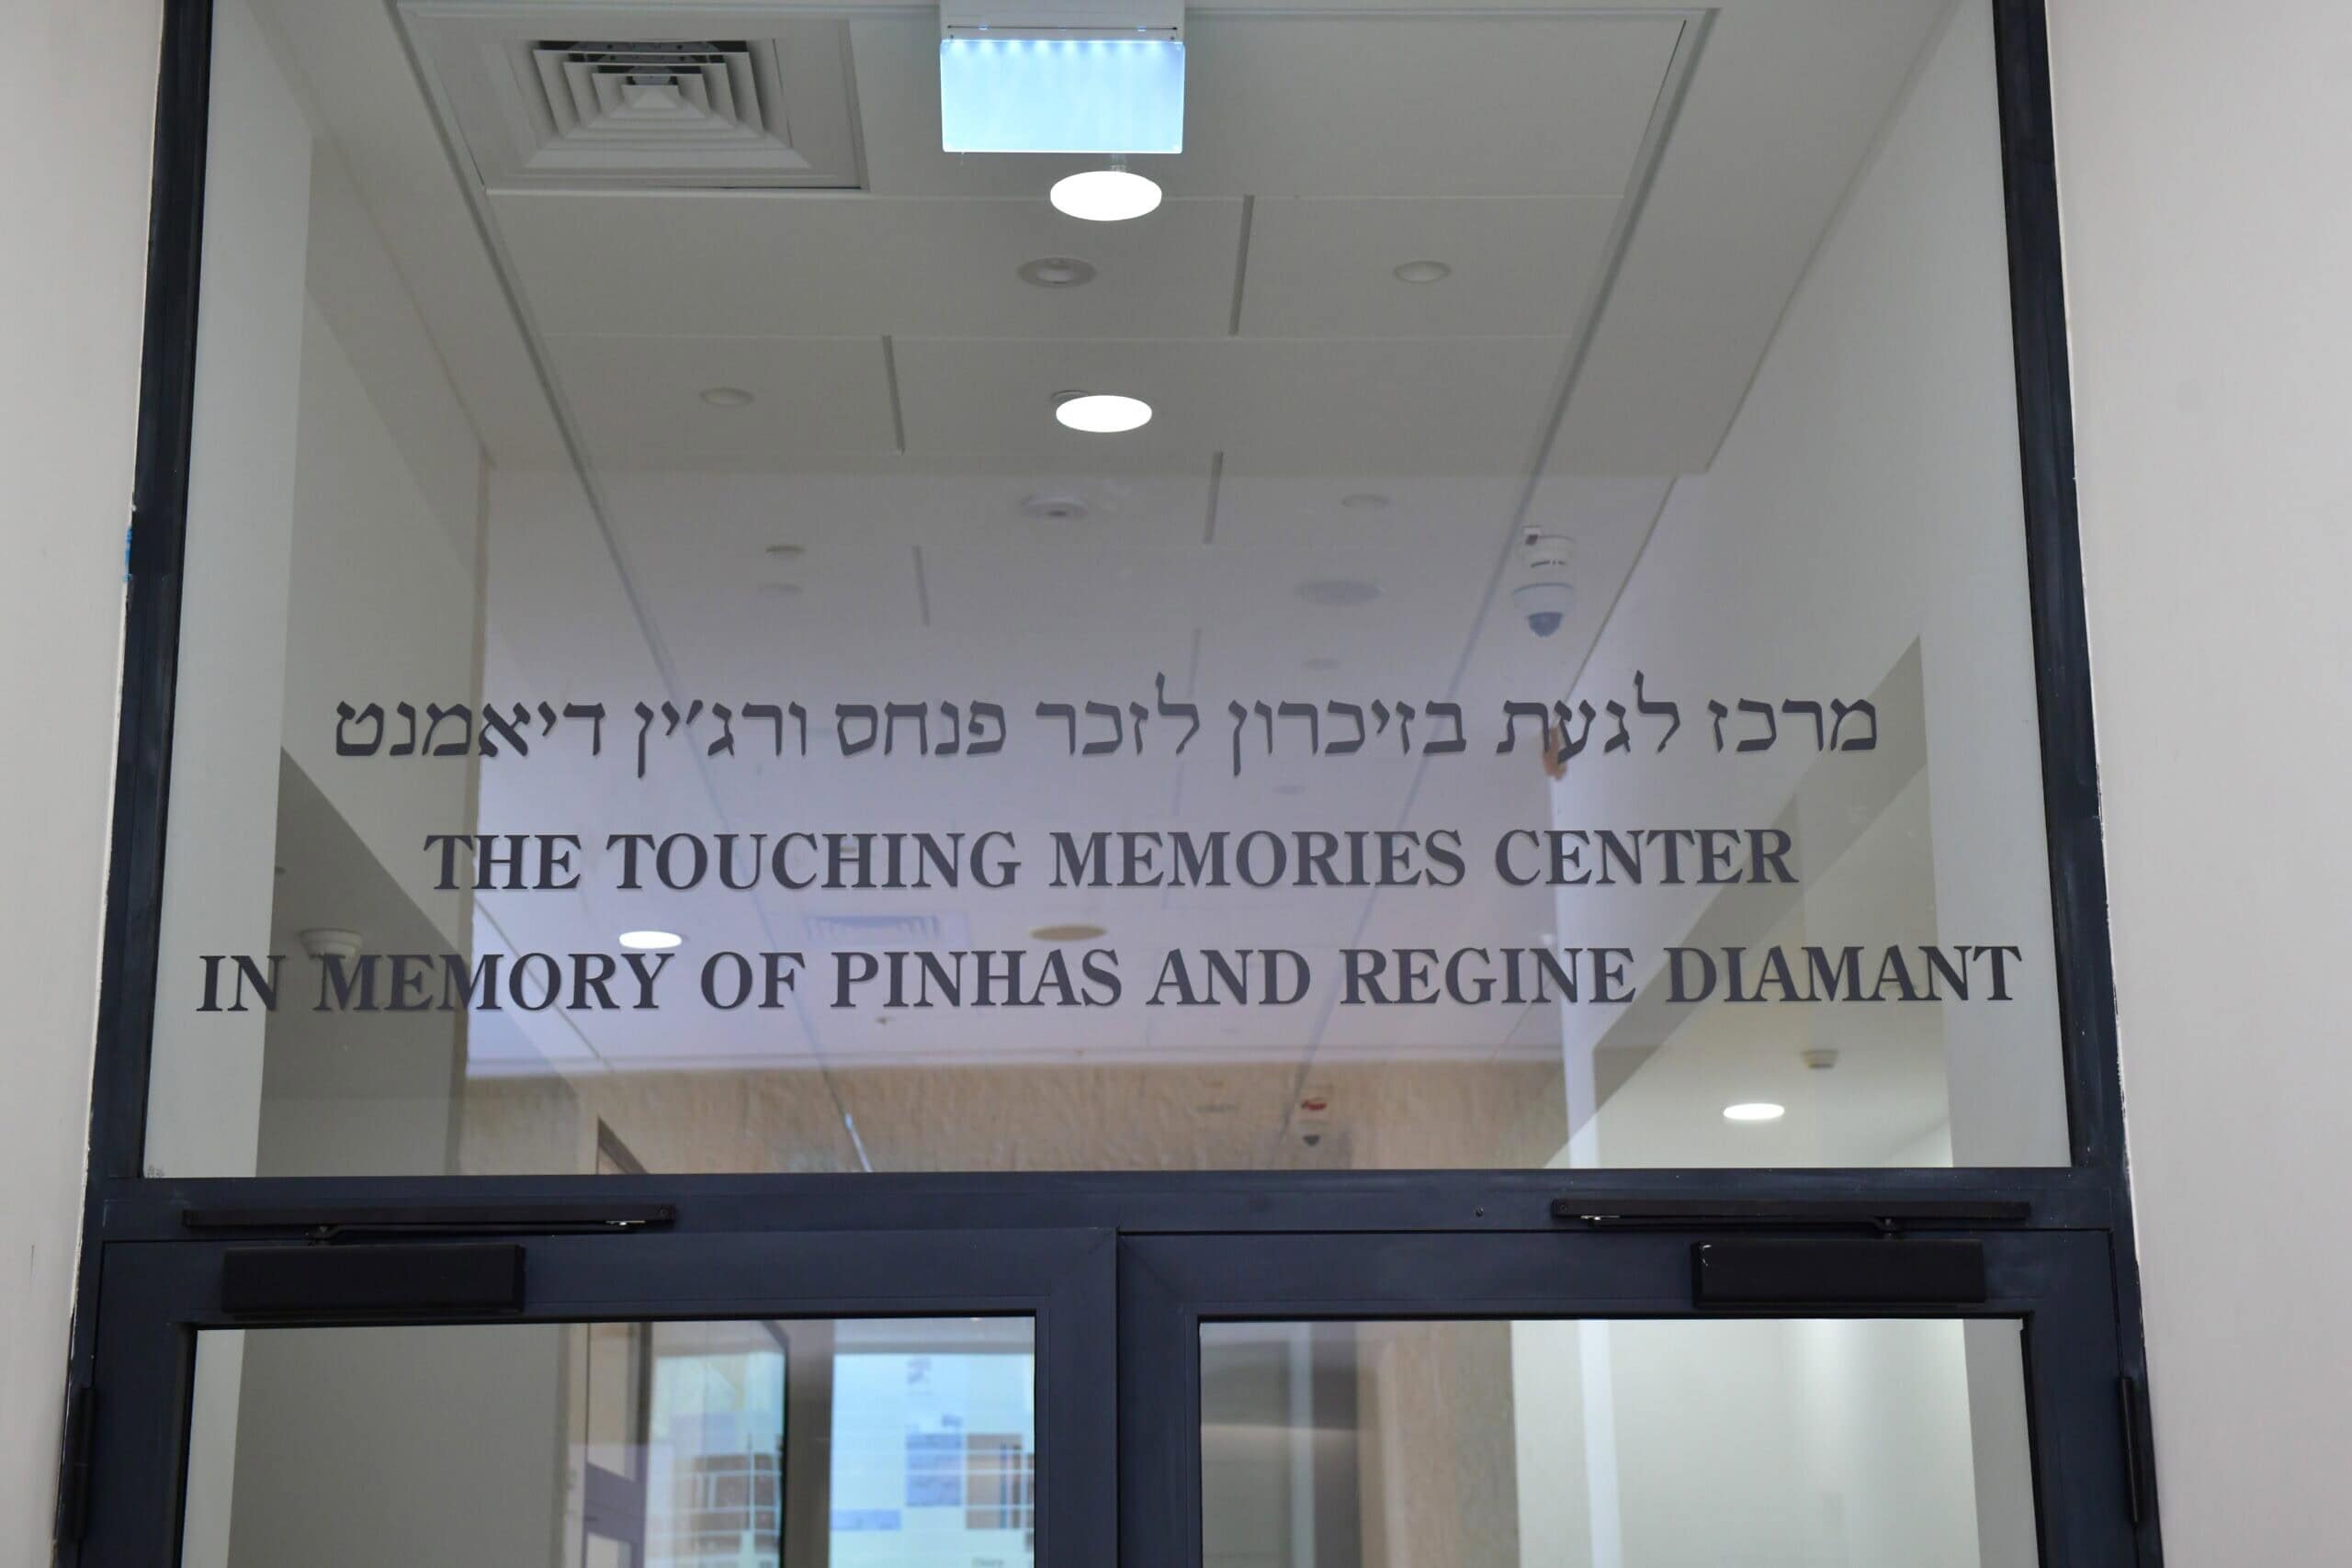 מרכז לגעת בזיכרון לזכר פנחס ורג'ין דיאמנט
THE TOUCHING MEMORIES CENTER
IN MEMORY OF PINHAS AND REGINE DIAMANT